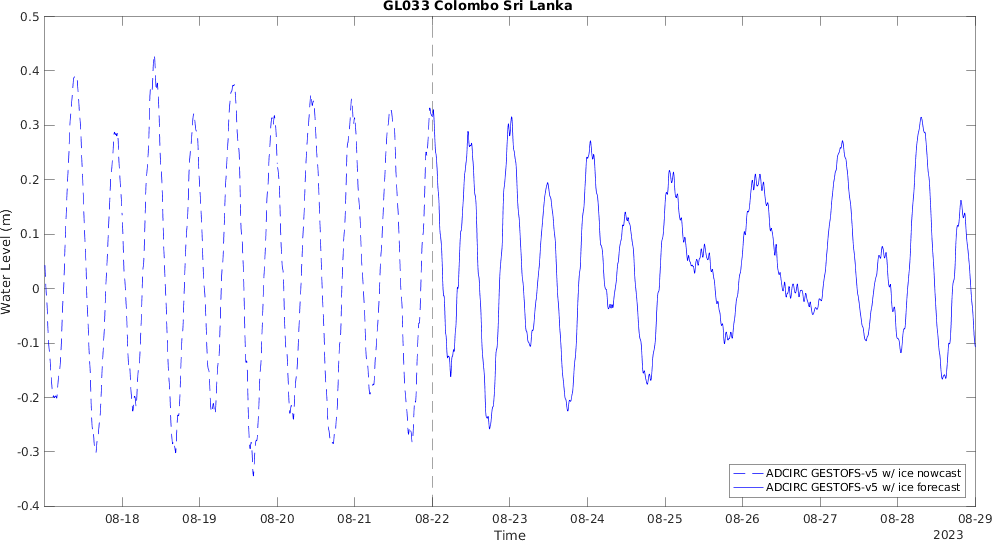 GL033 Colombo Sri Lanka
Water Level (m)
0.5
0.4
0.3
0.2
0.1
0
-0.1
-0.2
-0.3
-0.4
ADCIRC GESTOFS-v5 w/ ice nowcast
ADCIRC GESTOFS-v5 w/ ice forecast
08-18 08-19 08-20 08-21 08-22 08-23 08-24 08-25 08-26 08-27 08-28 08-29
Time
2023